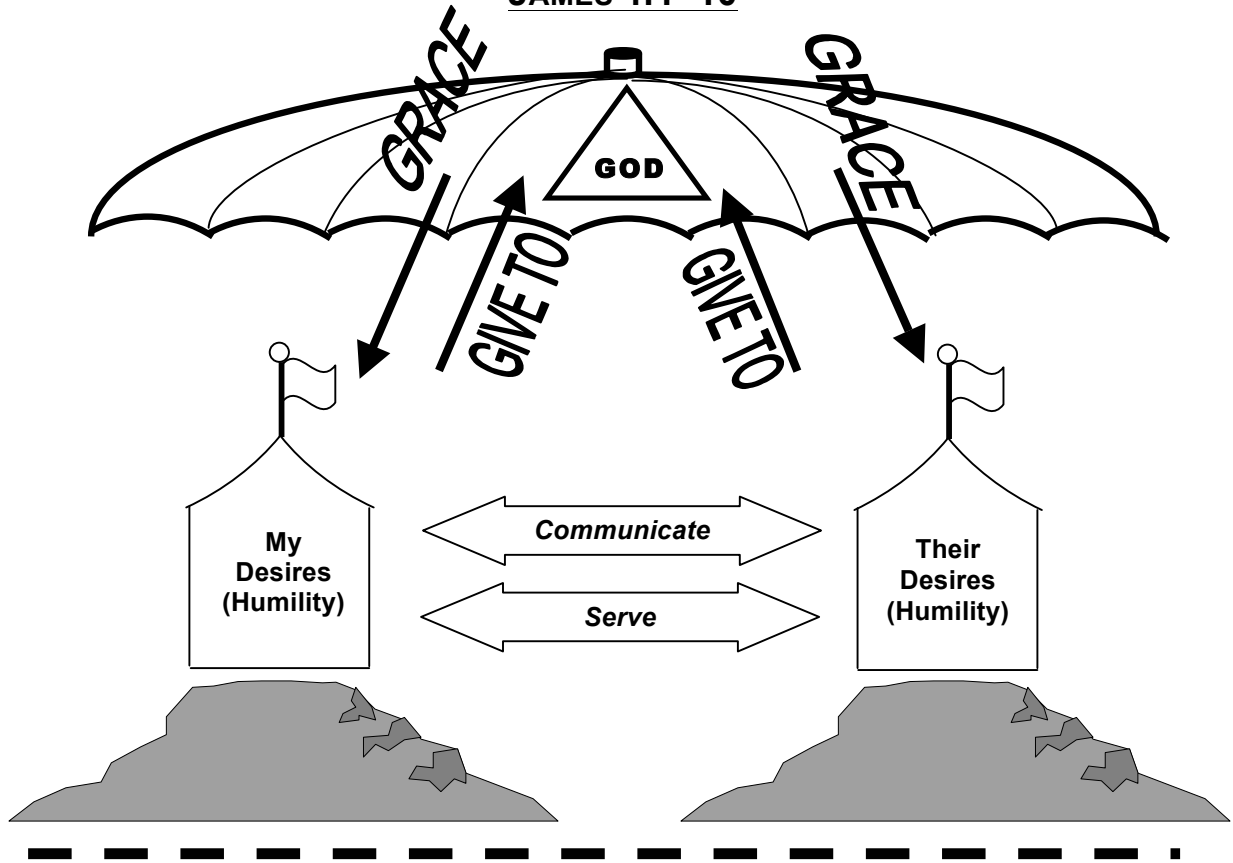 GRACE
GRACE
GOD
GIVE TO
GIVE TO
Communicate
My
Desires
(Humility)
Their
Desires
(Humility)
Serve